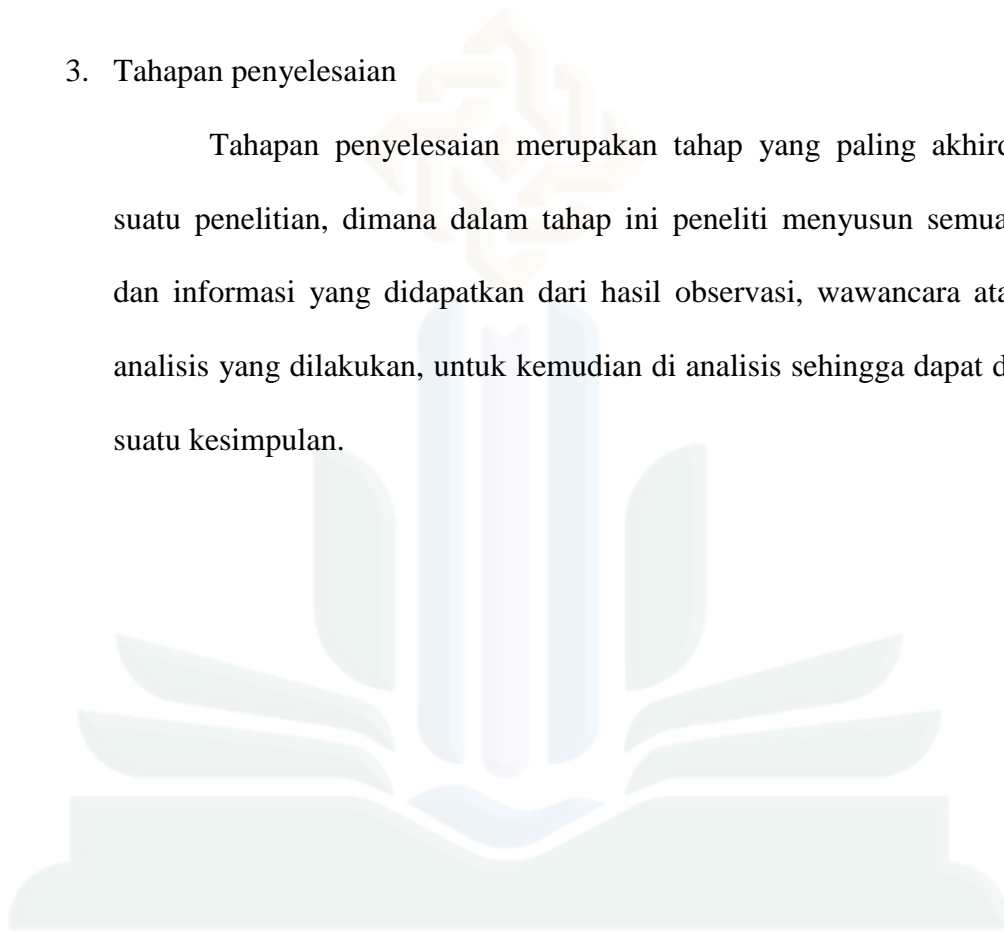 3. Tahapan penyelesaian
Tahapan penyelesaian merupakan tahap yang paling akhird
suatu penelitian, dimana dalam tahap ini peneliti menyusun semua
dan informasi yang didapatkan dari hasil observasi, wawancara ata
analisis yang dilakukan, untuk kemudian di analisis sehingga dapat d
suatu kesimpulan.